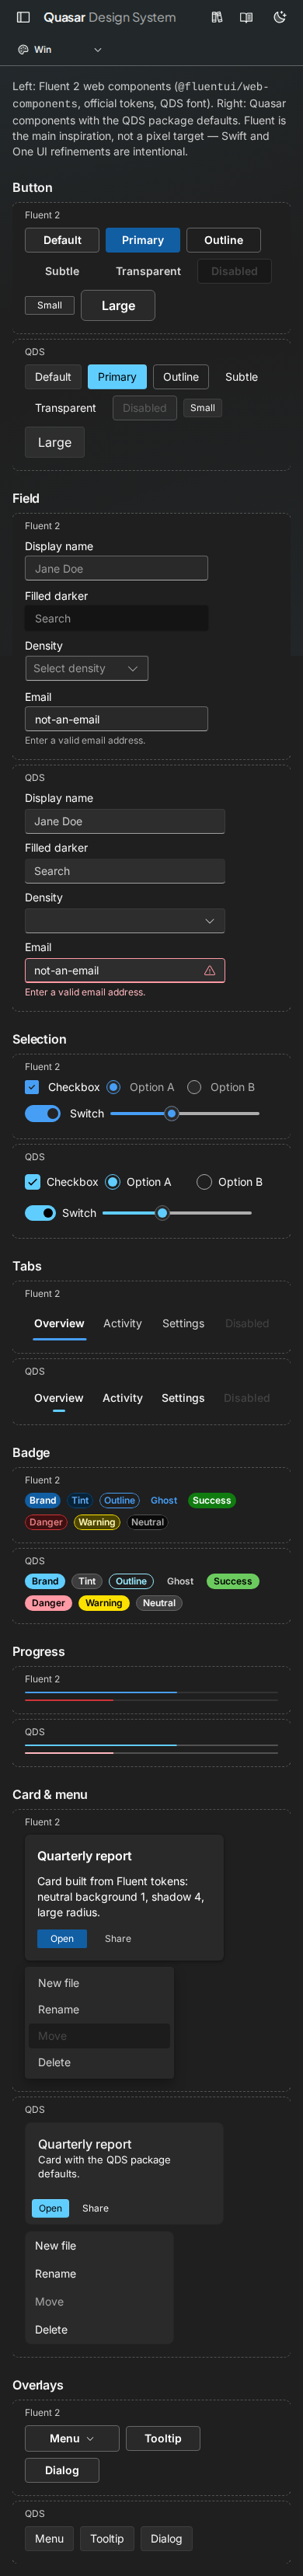 Quasar Design System
Win
Left: Fluent 2 web components (@fluentui/web-
components, official tokens, QDS font). Right: Quasar
components with the QDS package defaults. Fluent is
the main inspiration, not a pixel target — Swift and
One UI refinements are intentional.
Button
Fluent 2
Default Primary Outline
Subtle Transparent Disabled
Small Large
QDS
Default Primary Outline Subtle
Transparent Disabled Small
Large
Field
Fluent 2
Display name
Jane Doe
Filled darker
Search
Density
Select density
Email
not-an-email
Enter a valid email address.
QDS
Display name
Jane Doe
Filled darker
Search
Density
Email
not-an-email
Enter a valid email address.
Selection
Fluent 2
Checkbox Option A Option B
Switch
QDS
Checkbox Option A Option B
Switch
Tabs
Fluent 2
Overview Activity Settings Disabled
QDS
Overview Activity Settings Disabled
Badge
Fluent 2
Brand Tint Outline Ghost Success
Danger Warning Neutral
QDS
Brand Tint Outline Ghost Success
Danger Warning Neutral
Progress
Fluent 2
QDS
Card & menu
Fluent 2
Quarterly report
Card built from Fluent tokens:
neutral background 1, shadow 4,
large radius.
Open Share
New file
Rename
Move
Delete
QDS
Quarterly report
Card with the QDS package
defaults.
Open Share
New file
Rename
Move
Delete
Overlays
Fluent 2
Menu Tooltip
Dialog
QDS
Menu Tooltip Dialog